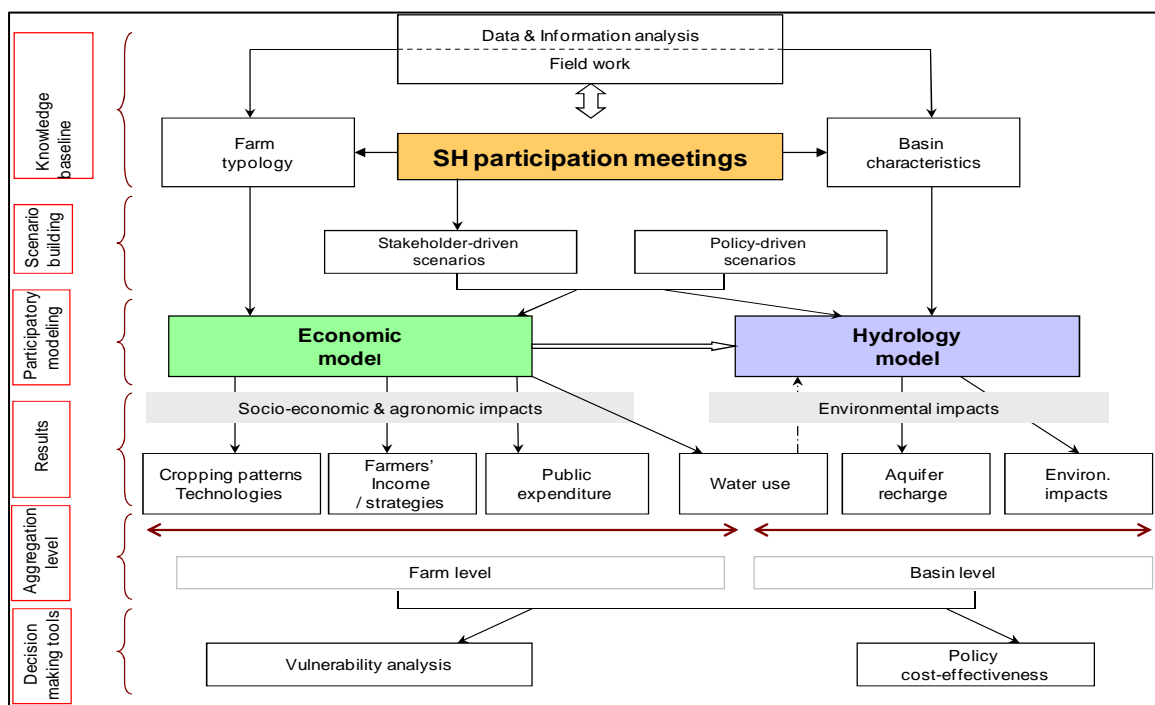 Data & Information analysis
Field work
Knowledge
baseline
Farm
typology
SH participation meetings
Basin
characteristics
Scenario
building
Stakeholder-driven
scenarios
Policy-driven
scenarios
Participatory
modeling
Economic
model
Hydrology
model
Results
Socio-economic & agronomic impacts
Environmental impacts
Cropping patterns
Technologies
Farmers'
Income
/ strategies
Public
expenditure
Water use
Aquifer
recharge
Environ.
impacts
Aggregation
level
Farm level
Basin level
Decision
making tools
Vulnerability analysis
Policy
cost-effectiveness